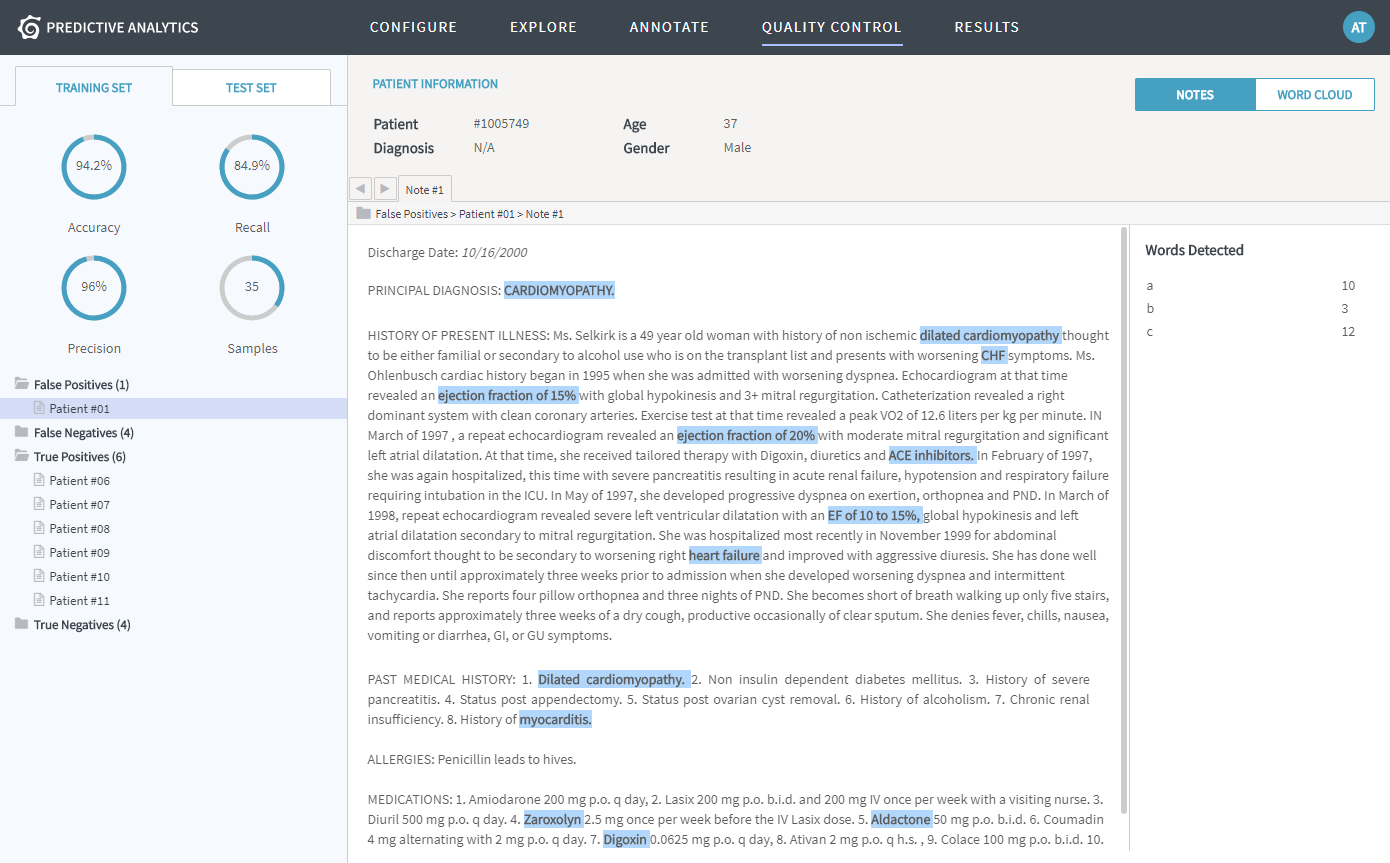 PREDICTIVE ANALYTICS
CONFIGURE
EXPLORE
ANNOTATE
QUALITY CONTROL
RESULTS
AT
TRAINING SET
TEST SET
94.2%
84.9%
Accuracy
Recall
96%
35
Precision
Samples
False Positives (1)
Patient #01
False Negatives (4)
True Positives (6)
Patient #06
Patient #07
Patient #08
Patient #09
Patient #10
Patient #11
True Negatives (4)
PATIENT INFORMATION
NOTES
WORD CLOUD
Patient #1005749 Age 37
Diagnosis N/A Gender Male
Note #1
False Positives > Patient #01 > Note #1
Discharge Date: 10/16/2000
PRINCIPAL DIAGNOSIS: CARDIOMYOPATHY.
HISTORY OF PRESENT ILLNESS: Ms. Selkirk is a 49 year old woman with history of non ischemic dilated cardiomyopathy thought
to be either familial or secondary to alcohol use who is on the transplant list and presents with worsening CHF symptoms. Ms.
Ohlenbusch cardiac history began in 1995 when she was admitted with worsening dyspnea. Echocardiogram at that time
revealed an ejection fraction of 15% with global hypokinesis and 3+ mitral regurgitation. Catheterization revealed a right
dominant system with clean coronary arteries. Exercise test at that time revealed a peak VO2 of 12.6 liters per kg per minute. IN
March of 1997 , a repeat echocardiogram revealed an ejection fraction of 20% with moderate mitral regurgitation and significant
left atrial dilatation. At that time, she received tailored therapy with Digoxin, diuretics and ACE inhibitors. In February of 1997,
she was again hospitalized, this time with severe pancreatitis resulting in acute renal failure, hypotension and respiratory failure
requiring intubation in the ICU. In May of 1997, she developed progressive dyspnea on exertion, orthopnea and PND. In March of
1998, repeat echocardiogram revealed severe left ventricular dilatation with an EF of 10 to 15%, global hypokinesis and left
atrial dilatation secondary to mitral regurgitation. She was hospitalized most recently in November 1999 for abdominal
discomfort thought to be secondary to worsening right heart failure and improved with aggressive diuresis. She has done well
since then until approximately three weeks prior to admission when she developed worsening dyspnea and intermittent
tachycardia. She reports four pillow orthopnea and three nights of PND. She becomes short of breath walking up only five stairs,
and reports approximately three weeks of a dry cough, productive occasionally of clear sputum. She denies fever, chills, nausea,
vomiting or diarrhea, GI, or GU symptoms.
PAST MEDICAL HISTORY: 1. Dilated cardiomyopathy. 2. Non insulin dependent diabetes mellitus. 3. History of severe
pancreatitis. 4. Status post appendectomy. 5. Status post ovarian cyst removal. 6. History of alcoholism. 7. Chronic renal
insufficiency. 8. History of myocarditis.
ALLERGIES: Penicillin leads to hives.
MEDICATIONS: 1. Amiodarone 200 mg p.o. q day, 2. Lasix 200 mg p.o. b.i.d. and 200 mg IV once per week with a visiting nurse. 3.
Diuril 500 mg p.o. q day. 4. Zaroxolyn 2.5 mg once per week before the IV Lasix dose. 5. Aldactone 50 mg p.o. b.i.d. 6. Coumadin
4 mg alternating with 2 mg p.o. q day. 7. Digoxin 0.0625 mg p.o. q day, 8. Ativan 2 mg p.o. q h.s. , 9. Colace 100 mg p.o. b.i.d. 10.
Words Detected
a 10
b 3
c 12